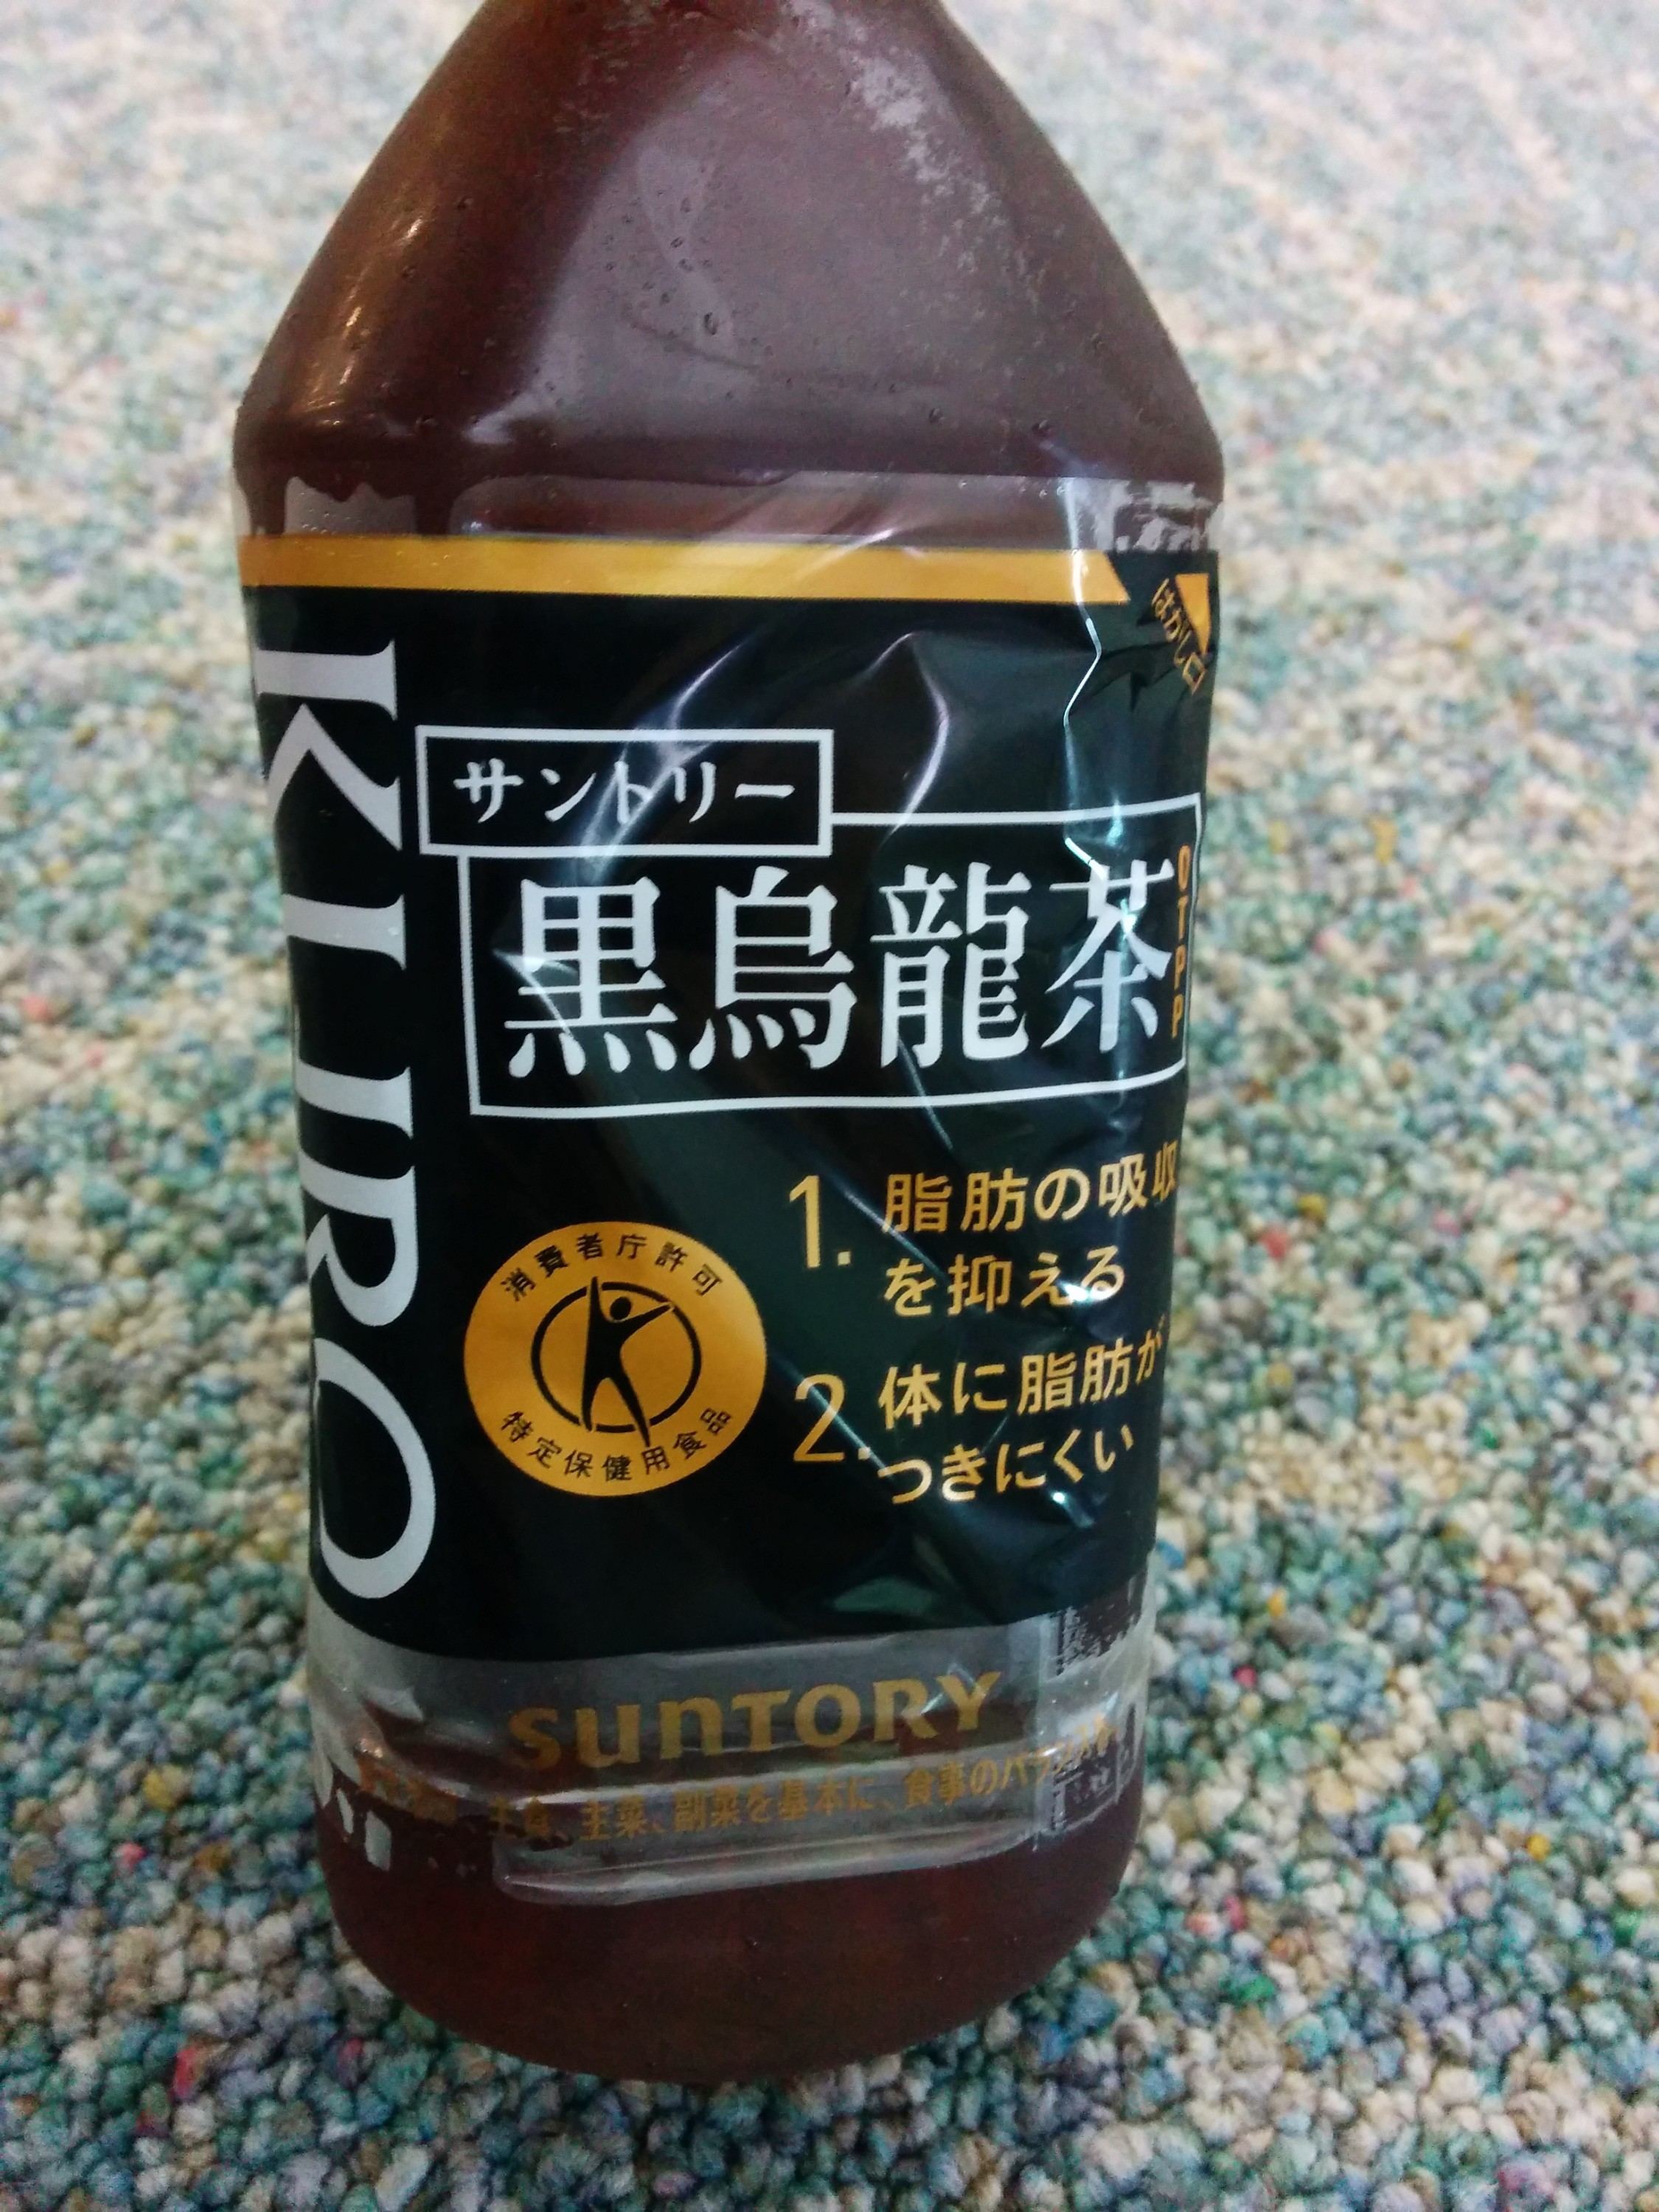 KURO
はがし口
サントリー
黒烏龍茶
OTPP
1. 脂肪の吸収
を抑える
2. 体に脂肪が
つきにくい
消費者庁許可
特定保健用食品
SUNTORY
主食、主菜、副菜を基本に、食事のバランスを